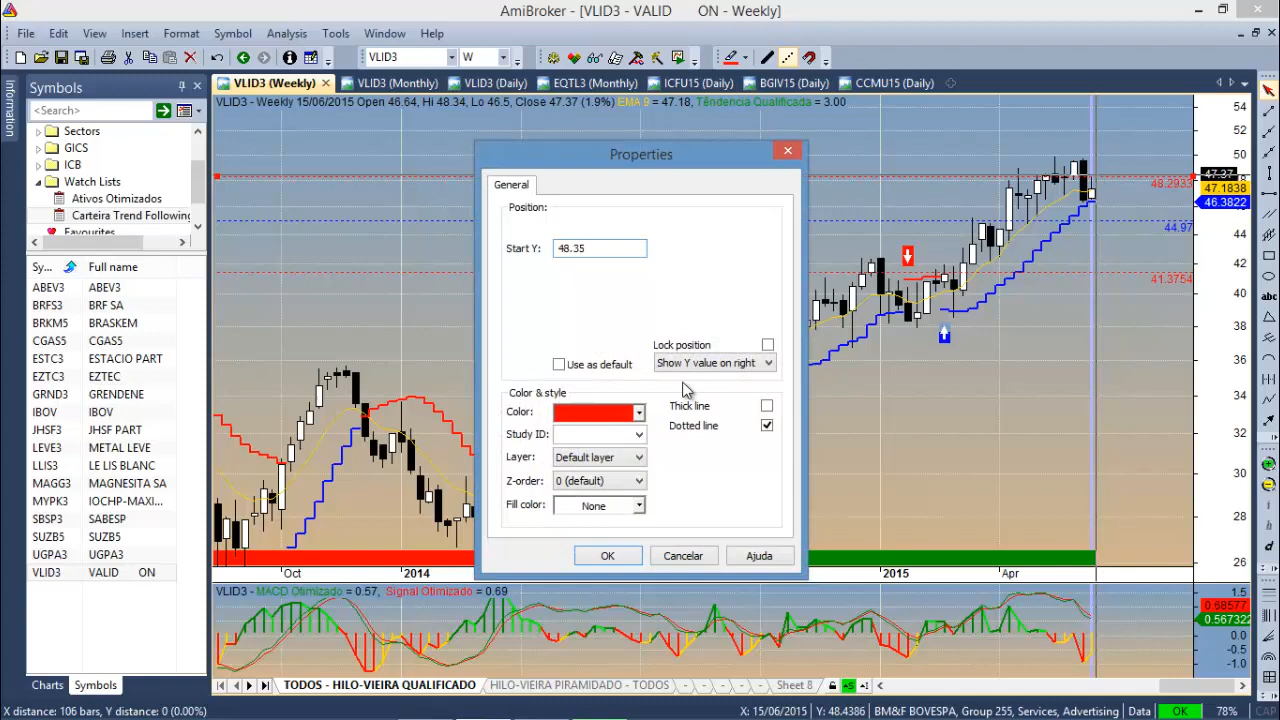 AmiBroker - [VLID3 - VALID ON - Weekly]
File Edit View Insert Format Symbol Analysis Tools Window Help
VLID3 W
Information
Symbols
<Search>
Sectors
GICS
ICB
Watch Lists
Ativos Otimizados
Carteira Trend Following
Favourites
Sy... Full name
ABEV3 ABEV3
BRFS3 BRF SA
BRKM5 BRASKEM
CGAS5 CGAS5
ESTC3 ESTACIO PART
EZTC3 EZTEC
GRND3 GRENDENE
IBOV IBOV
JHSF3 JHSF PART
LEVE3 METAL LEVE
LLIS3 LE LIS BLANC
MAGG3 MAGNESITA SA
MYPK3 IOCHP-MAXI...
SBSP3 SABESP
SUZB5 SUZB5
UGPA3 UGPA3
VLID3 VALID ON
Charts Symbols
VLID3 (Weekly) VLID3 (Monthly) VLID3 (Daily) EQTL3 (Monthly) ICFU15 (Daily) BGIV15 (Daily) CCMU15 (Daily)
VLID3 - Weekly 15/06/2015 Open 46.64, Hi 48.34, Lo 46.5, Close 47.37 (1.9%) EMA 9 = 47.18, Têndencia Qualificada = 3.00
Properties
General
Position:
Start Y: 48.35
Lock position
Use as default Show Y value on right
Color & style
Color: Thick line
Study ID: Dotted line
Layer: Default layer
Z-order: 0 (default)
Fill color: None
OK Cancelar Ajuda
48.2933
44.97
41.3754
54
52
50
47.37
47.1838
46.3822
44
42
40
38
36
34
32
30
28
26
Oct 2014 2015 Apr
VLID3 - MACD Otimizado = 0.57, Signal Otimizado = 0.69
1.5
0.68577
0.567322
0.0
-0.5
-1.0
TODOS - HILO-VIEIRA QUALIFICADO HILO-VIEIRA PIRAMIDADO - TODOS - - - Sheet 8
X distance: 106 bars, Y distance: 0 (0.00%) X: 15/06/2015 Y: 48.4386 BM&F BOVESPA, Group 255, Services, Advertising Data OK 78% CAP